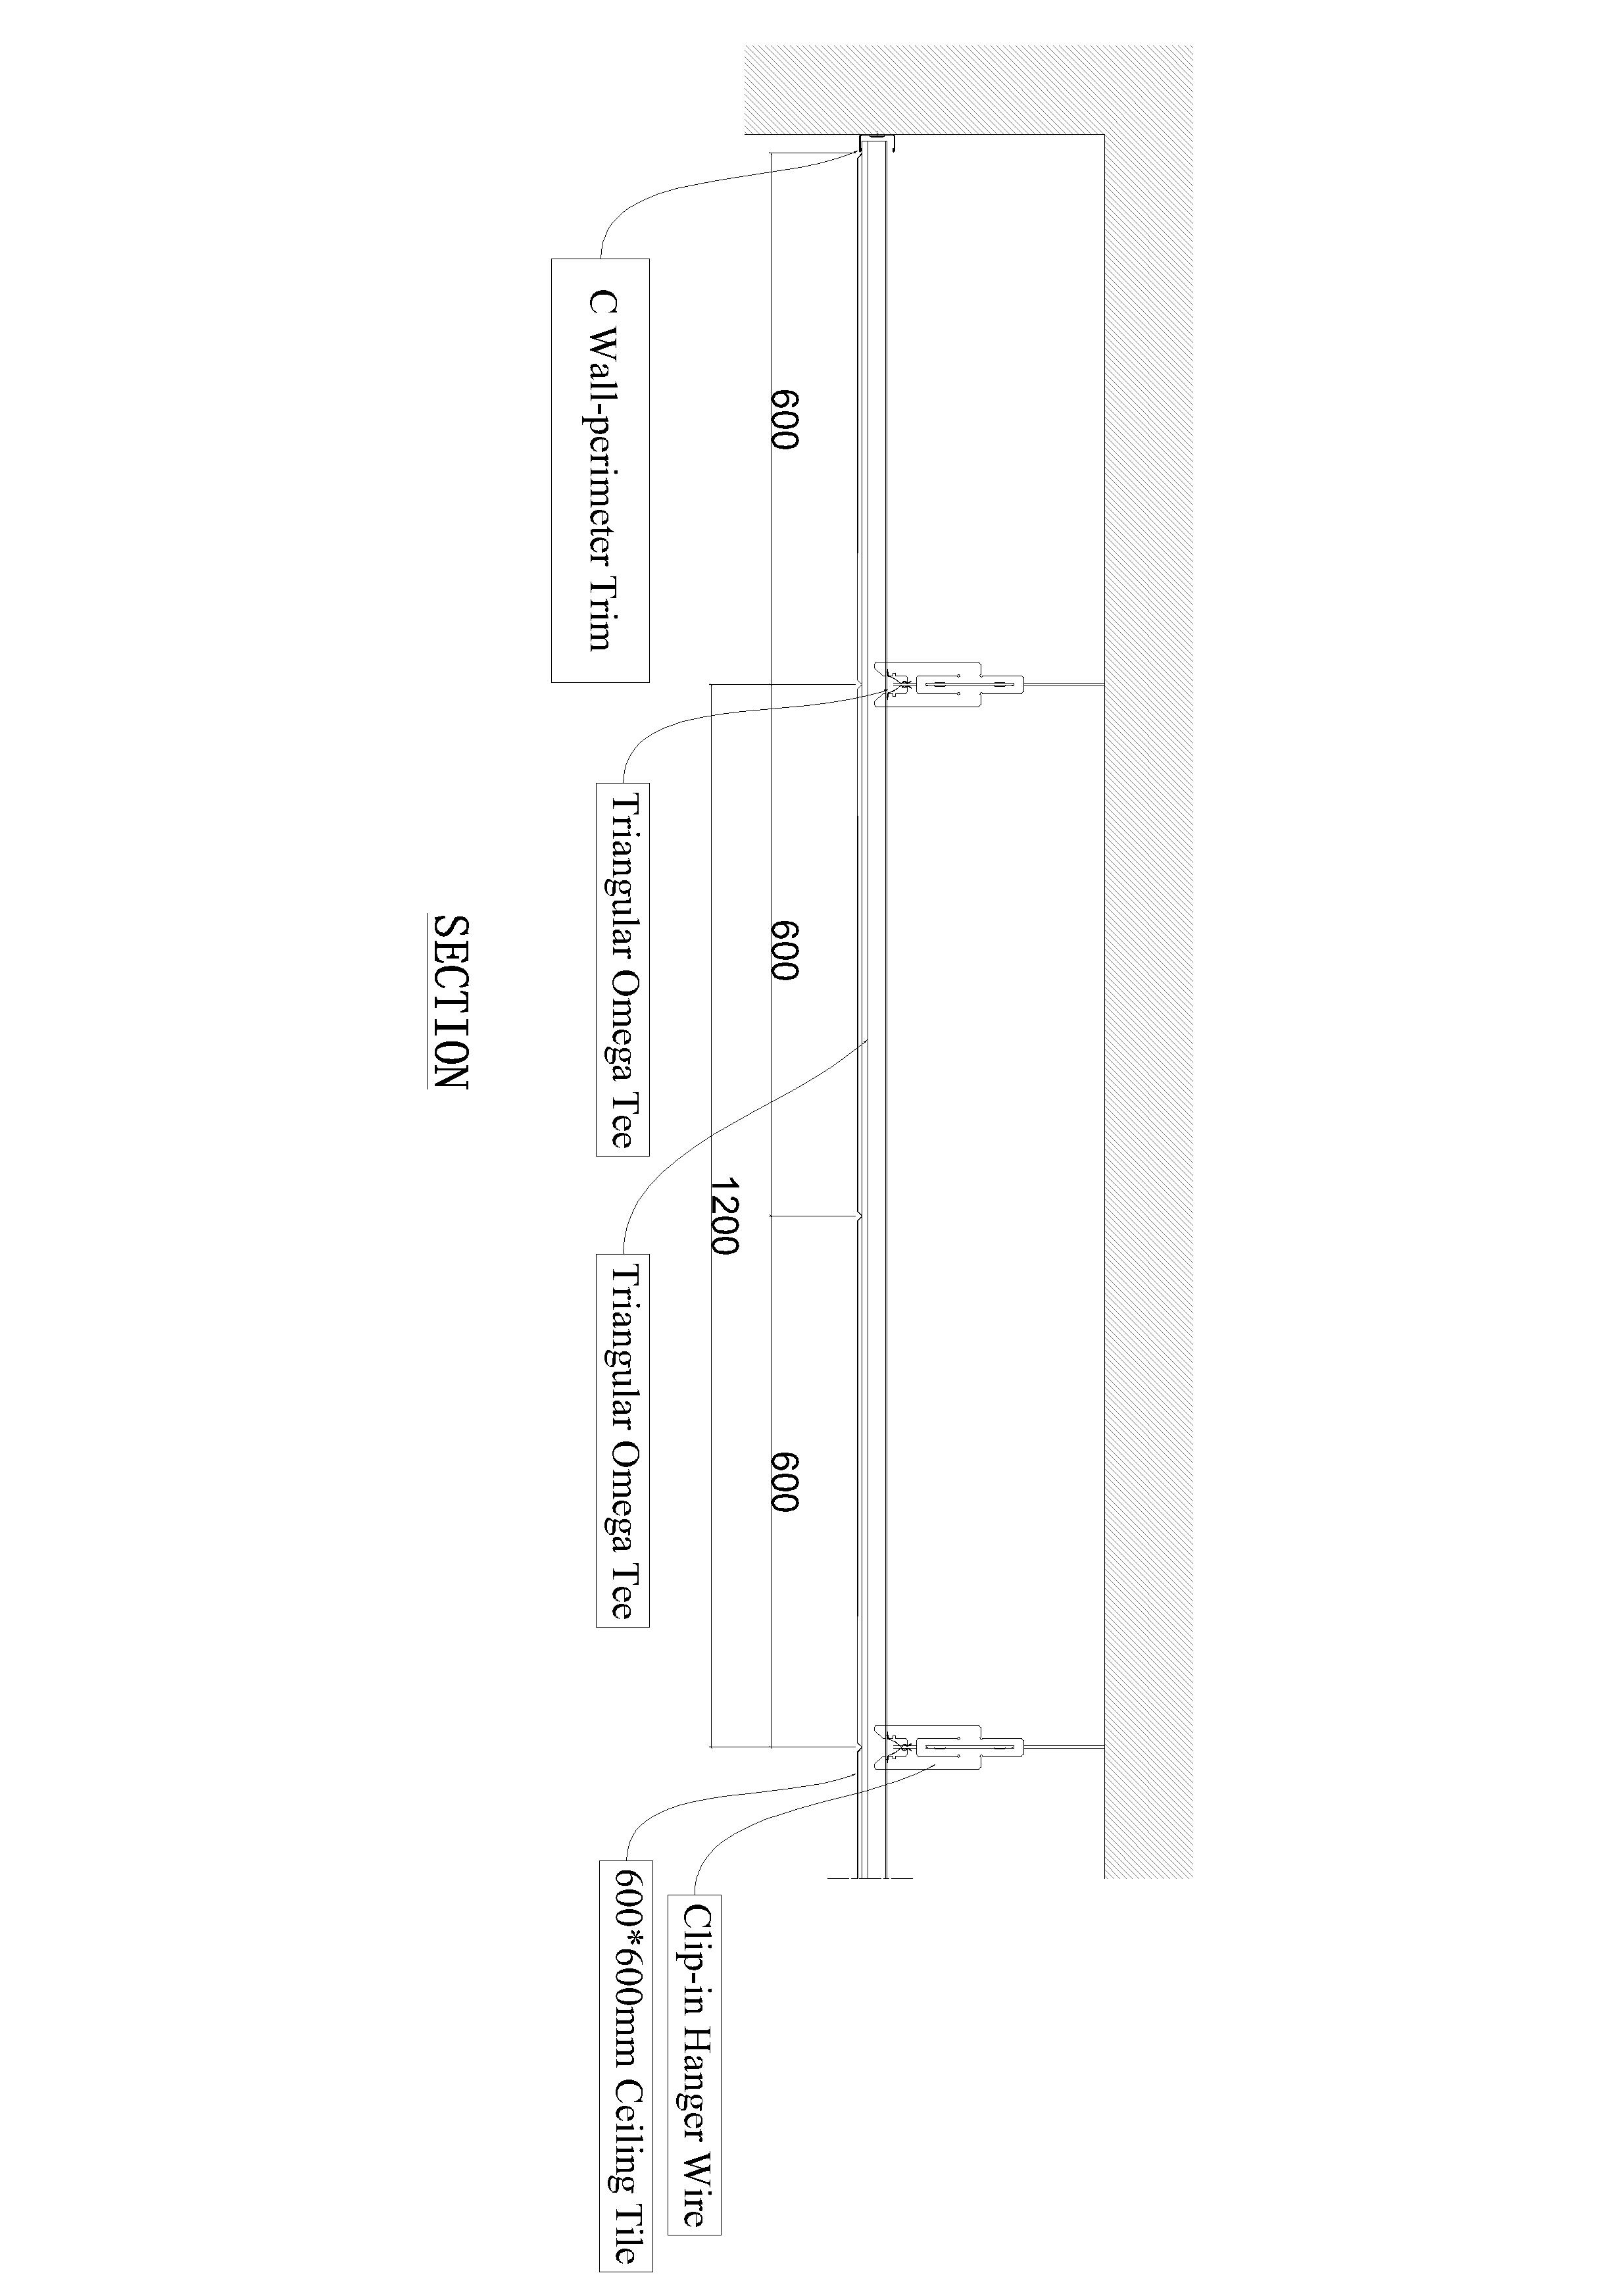 600
600
600
1200
C Wall-perimeter Trim
Triangular Omega Tee
Triangular Omega Tee
Clip-in Hanger Wire
600*600mm Ceiling Tile
SECTION